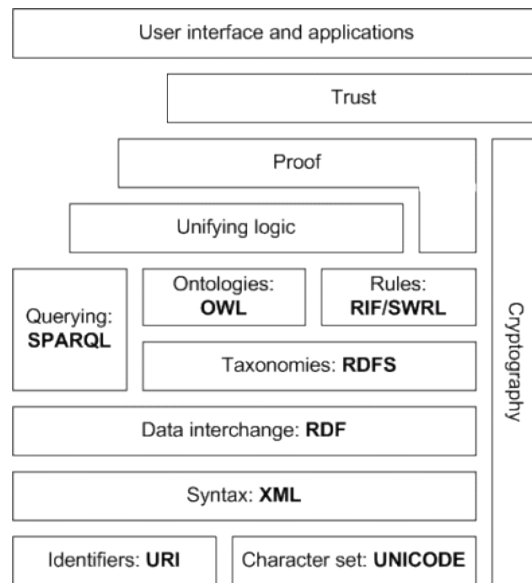 User interface and applications
Trust
Proof
Unifying logic
Ontologies:
OWL
Rules:
RIF/SWRL
Querying:
SPARQL
Taxonomies: RDFS
Data interchange: RDF
Syntax: XML
Identifiers: URI
Character set: UNICODE
Cryptography